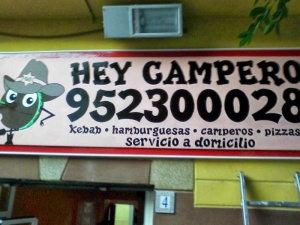 HEY CAMPERO
952300028
Kebab • hamburguesas • camperos • pizzas
servicio a domicilio
4